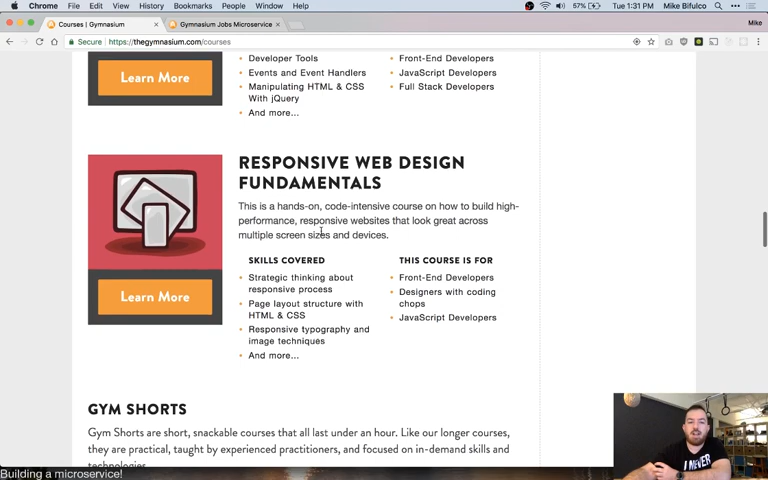 Chrome File Edit View History Bookmarks People Window Help
57% Tue 1:31 PM Mike Bifulco
Courses | Gymnasium
Gymnasium Jobs Microservice
Mike
Secure https://thegymnasium.com/courses
Learn More
Developer Tools
Events and Event Handlers
Manipulating HTML & CSS
With jQuery
And more...
Front-End Developers
JavaScript Developers
Full Stack Developers
RESPONSIVE WEB DESIGN
FUNDAMENTALS
This is a hands-on, code-intensive course on how to build high-
performance, responsive websites that look great across
multiple screen sizes and devices.
SKILLS COVERED
Strategic thinking about
responsive process
Page layout structure with
HTML & CSS
Responsive typography and
image techniques
And more...
THIS COURSE IS FOR
Front-End Developers
Designers with coding
chops
JavaScript Developers
Learn More
GYM SHORTS
Gym Shorts are short, snackable courses that all last under an hour. Like our longer courses,
they are practical, taught by experienced practitioners, and focused on in-demand skills and
technologies.
I NEVER
Building a microservice!